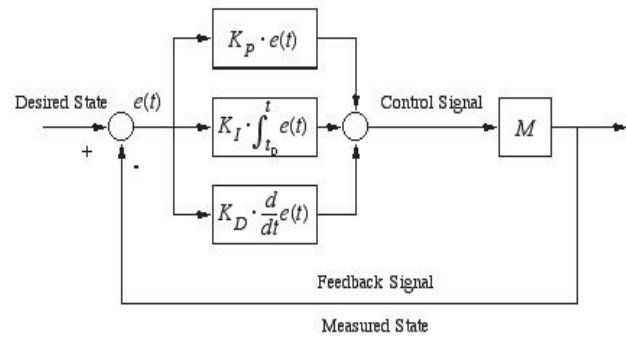 K_P · e(t)
Desired State
e(t)
+
-
K_I · ∫_{t_0}^{t} e(t)
Control Signal
M
K_D · d/dt e(t)
Feedback Signal
Measured State